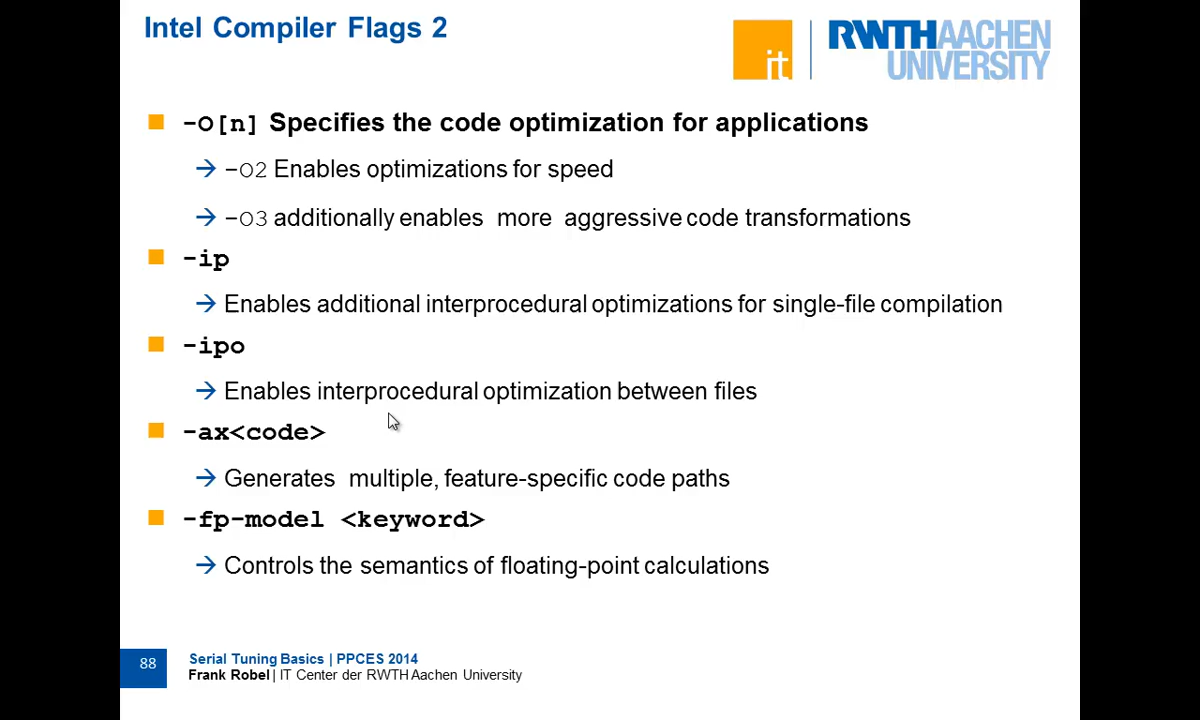 Intel Compiler Flags 2
it
RWTHAACHEN
UNIVERSITY
-O[n] Specifies the code optimization for applications
→ -O2 Enables optimizations for speed
→ -O3 additionally enables more aggressive code transformations
-ip
→ Enables additional interprocedural optimizations for single-file compilation
-ipo
→ Enables interprocedural optimization between files
-ax<code>
→ Generates multiple, feature-specific code paths
-fp-model <keyword>
→ Controls the semantics of floating-point calculations
88
Serial Tuning Basics | PPCES 2014
Frank Robel | IT Center der RWTH Aachen University